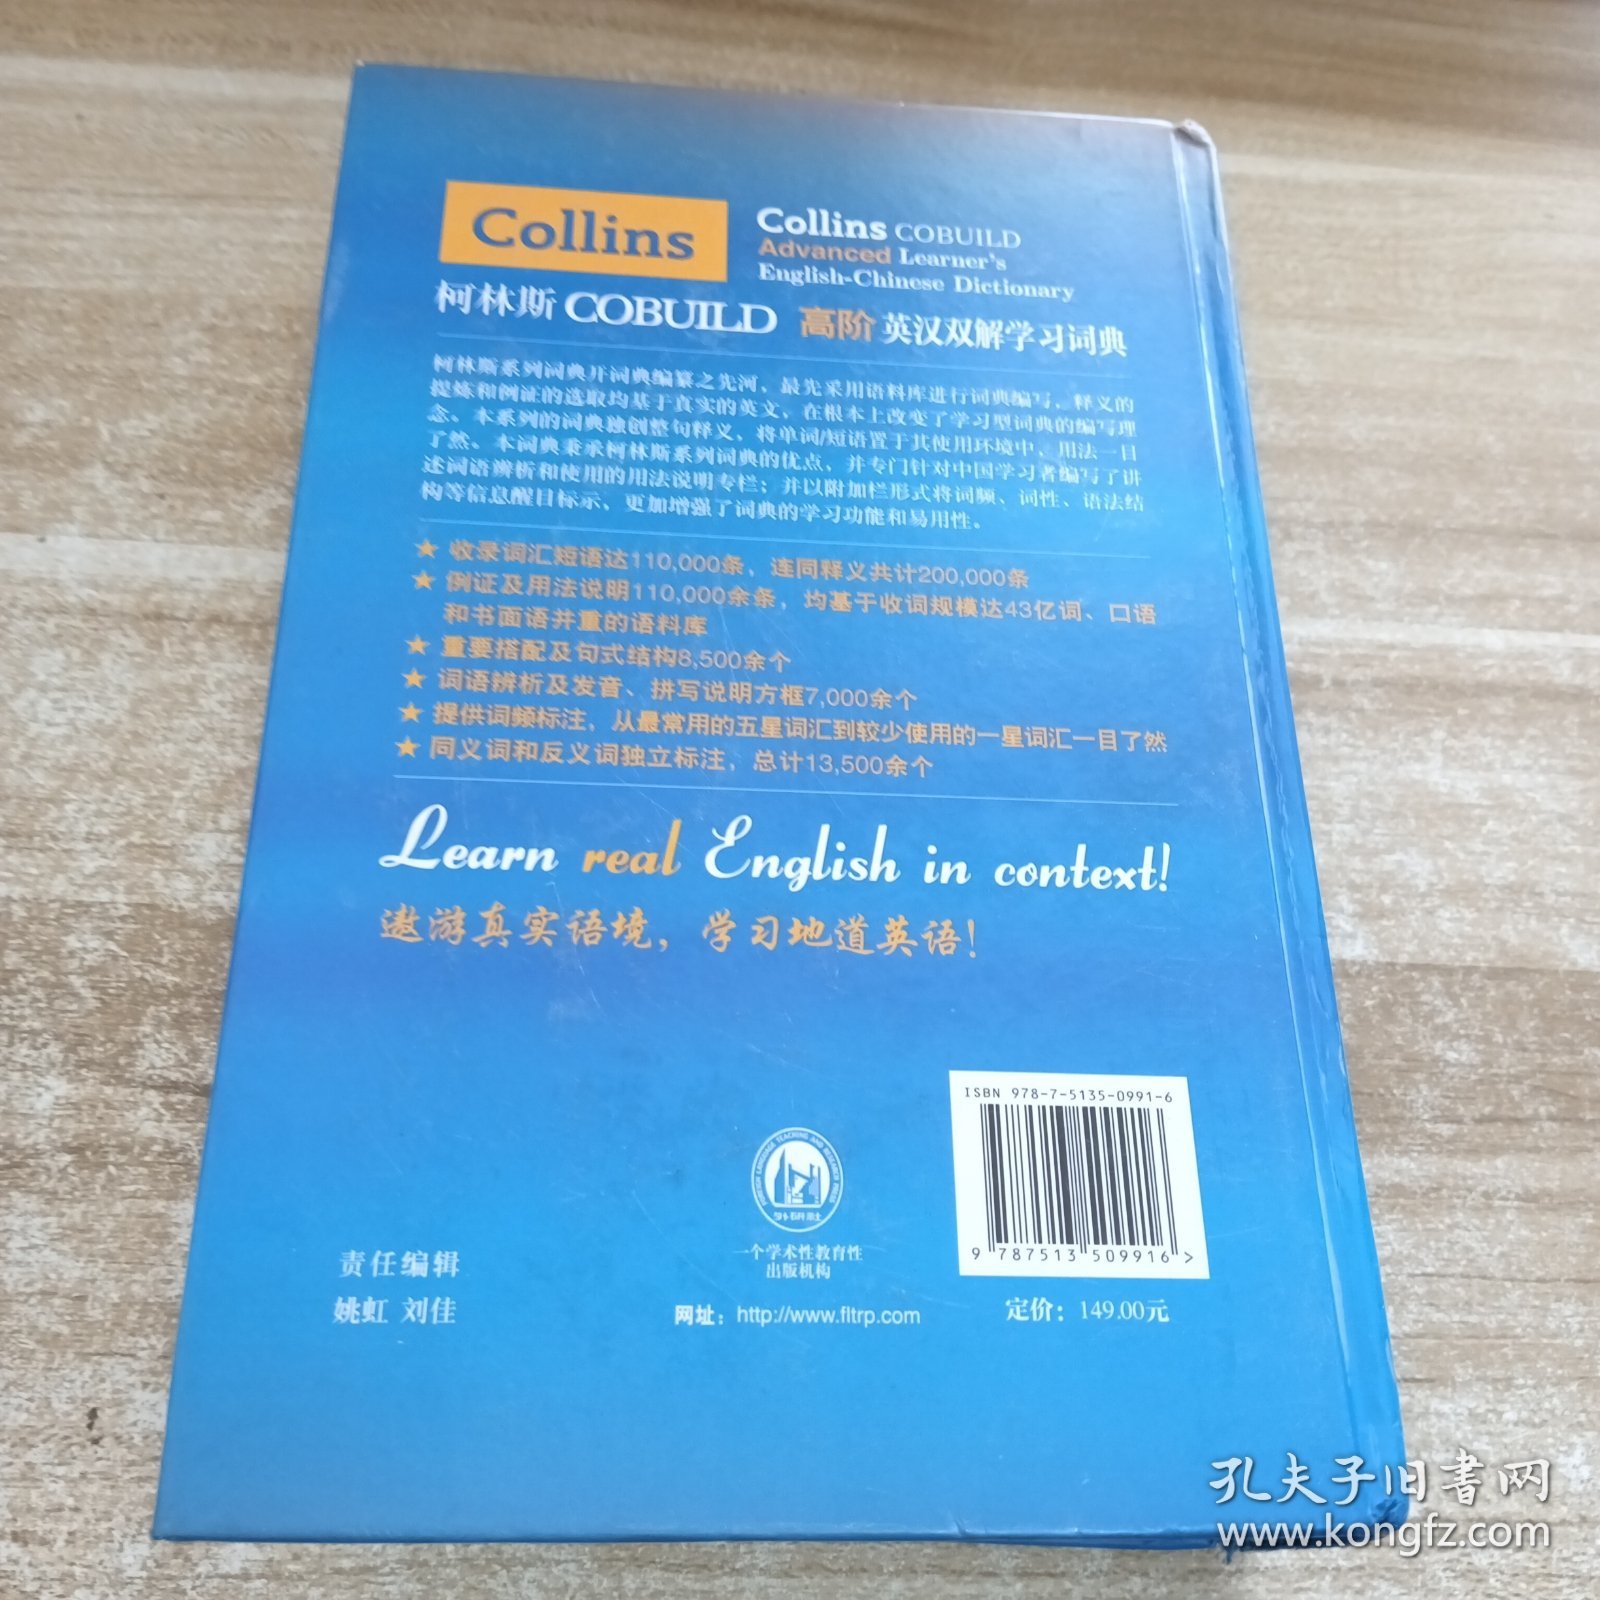 Collins
Collins COBUILD
Advanced Learner's
English-Chinese Dictionary
柯林斯 COBUILD 高阶 英汉双解学习词典
柯林斯系列词典开词典编纂之先河，最先采用语料库进行词典编写，释义的
提炼和例证的选取均基于真实的英文，在根本上改变了学习型词典的编写理
念。本系列的词典独创整句释义，将单词/短语置于其使用环境中，用法一目
了然。本词典秉承柯林斯系列词典的优点，并专门针对中国学习者编写了讲
述词语辨析和使用的用法说明专栏；并以附加栏形式将词频、词性、语法结
构等信息醒目标示，更加增强了词典的学习功能和易用性。
★ 收录词汇短语达110,000条，连同释义共计200,000条
★ 例证及用法说明110,000余条，均基于收词规模达43亿词、口语
和书面语并重的语料库
★ 重要搭配及句式结构8,500余个
★ 词语辨析及发音、拼写说明方框7,000余个
★ 提供词频标注，从最常用的五星词汇到较少使用的一星词汇一目了然
★ 同义词和反义词独立标注，总计13,500余个
Learn real English in context!
遨游真实语境，学习地道英语！
ISBN 978-7-5135-0991-6
9 787513 509916 >
FOREIGN LANGUAGE TEACHING AND RESEARCH PRESS
外研社
一个学术性教育性
出版机构
责任编辑
姚虹 刘佳
网址：http://www.fltrp.com
定价：149.00元
孔夫子旧书网
www.kongfz.com